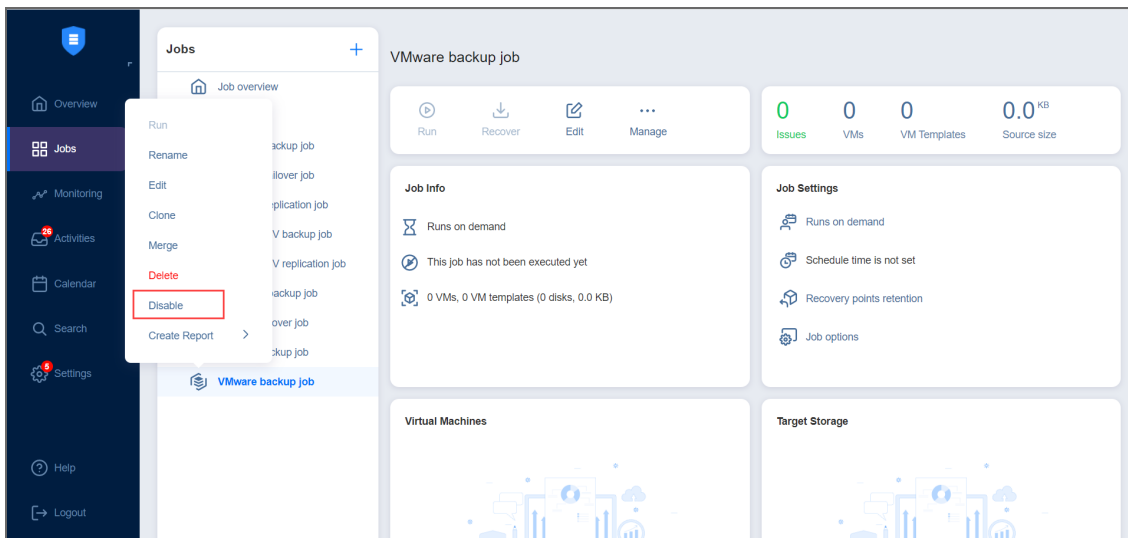 Overview
Jobs
Monitoring
26
Activities
Calendar
Search
5
Settings
Help
Logout
Jobs
+
Job overview
ackup job
ilover job
plication job
V backup job
V replication job
ackup job
over job
ckup job
VMware backup job
Run
Rename
Edit
Clone
Merge
Delete
Disable
Create Report
VMware backup job
Run
Recover
Edit
Manage
0
Issues
0
VMs
0
VM Templates
0.0 KB
Source size
Job Info
Runs on demand
This job has not been executed yet
0 VMs, 0 VM templates (0 disks, 0.0 KB)
Job Settings
Runs on demand
Schedule time is not set
Recovery points retention
Job options
Virtual Machines
Target Storage